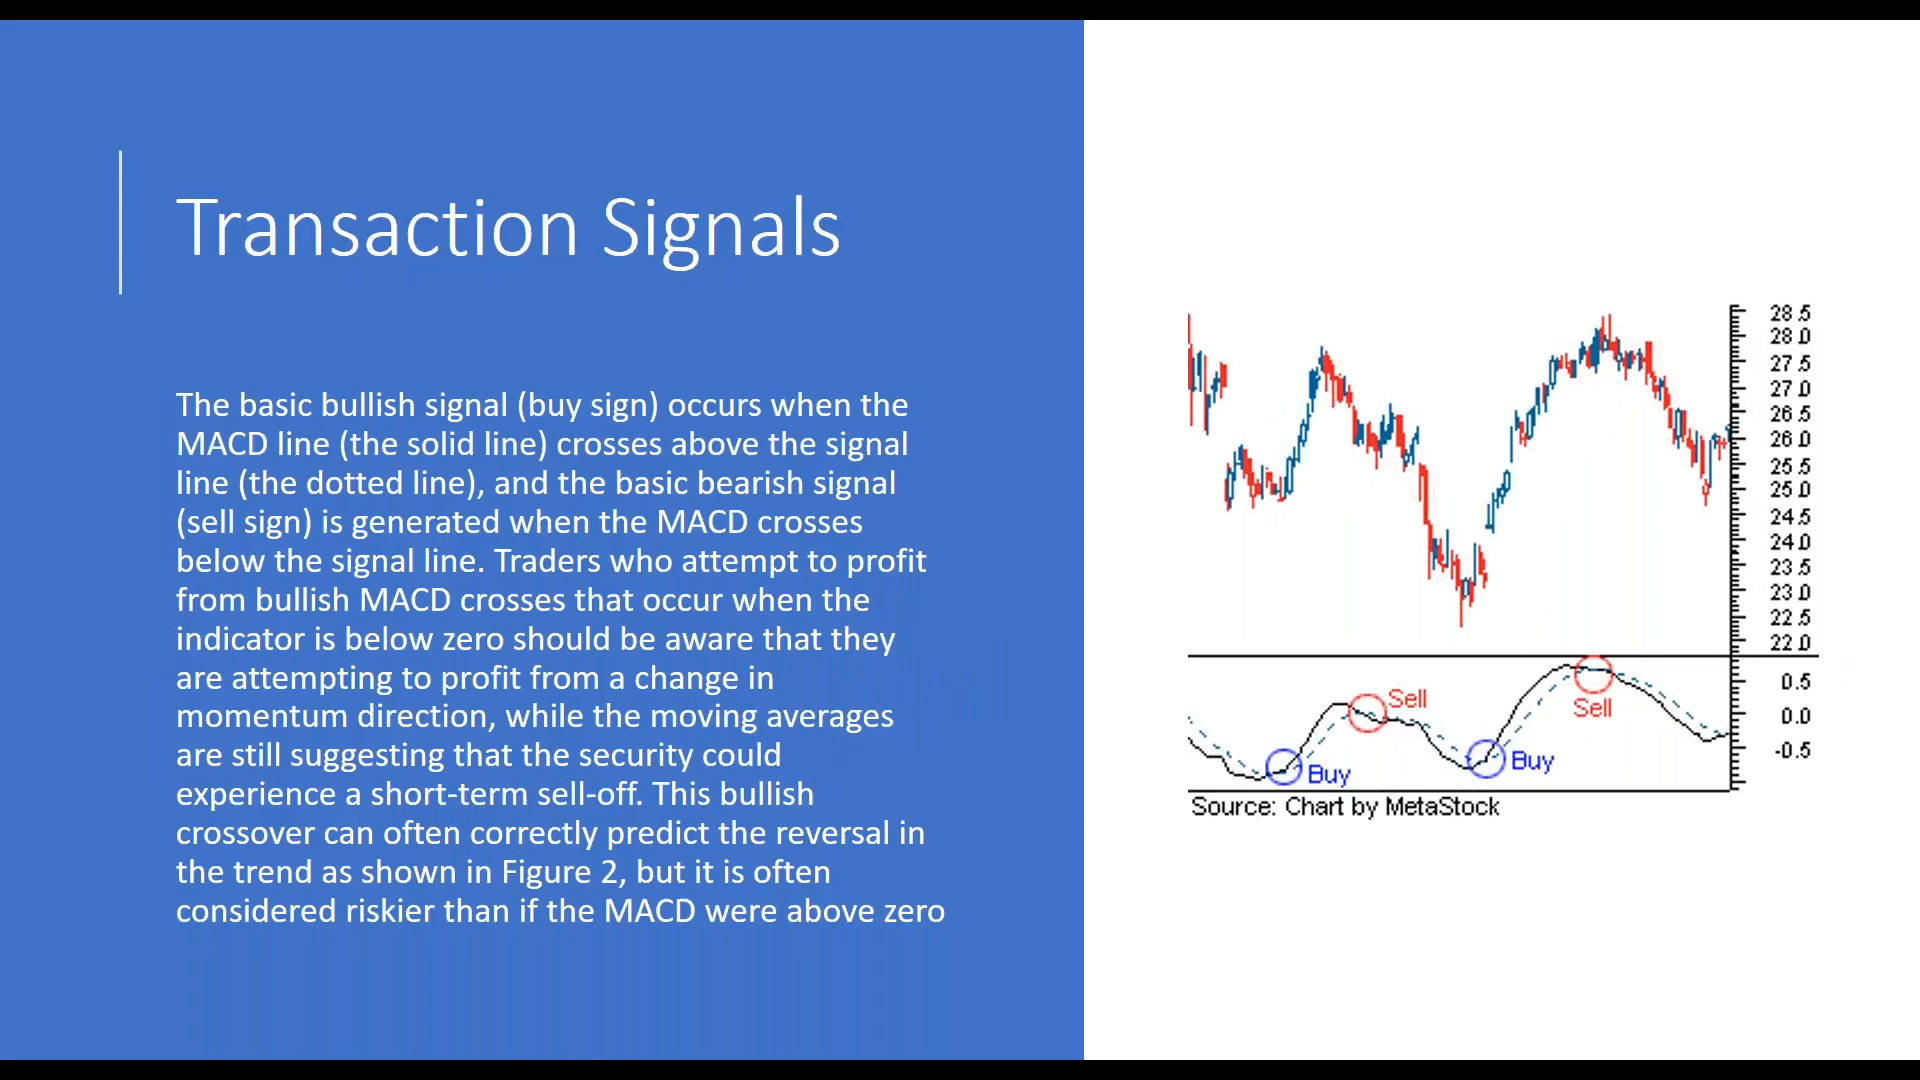 Transaction Signals
The basic bullish signal (buy sign) occurs when the
MACD line (the solid line) crosses above the signal
line (the dotted line), and the basic bearish signal
(sell sign) is generated when the MACD crosses
below the signal line. Traders who attempt to profit
from bullish MACD crosses that occur when the
indicator is below zero should be aware that they
are attempting to profit from a change in
momentum direction, while the moving averages
are still suggesting that the security could
experience a short-term sell-off. This bullish
crossover can often correctly predict the reversal in
the trend as shown in Figure 2, but it is often
considered riskier than if the MACD were above zero
28.5
28.0
27.5
27.0
26.5
26.0
25.5
25.0
24.5
24.0
23.5
23.0
22.5
22.0
0.5
0.0
-0.5
Sell
Sell
Buy
Buy
Source: Chart by MetaStock